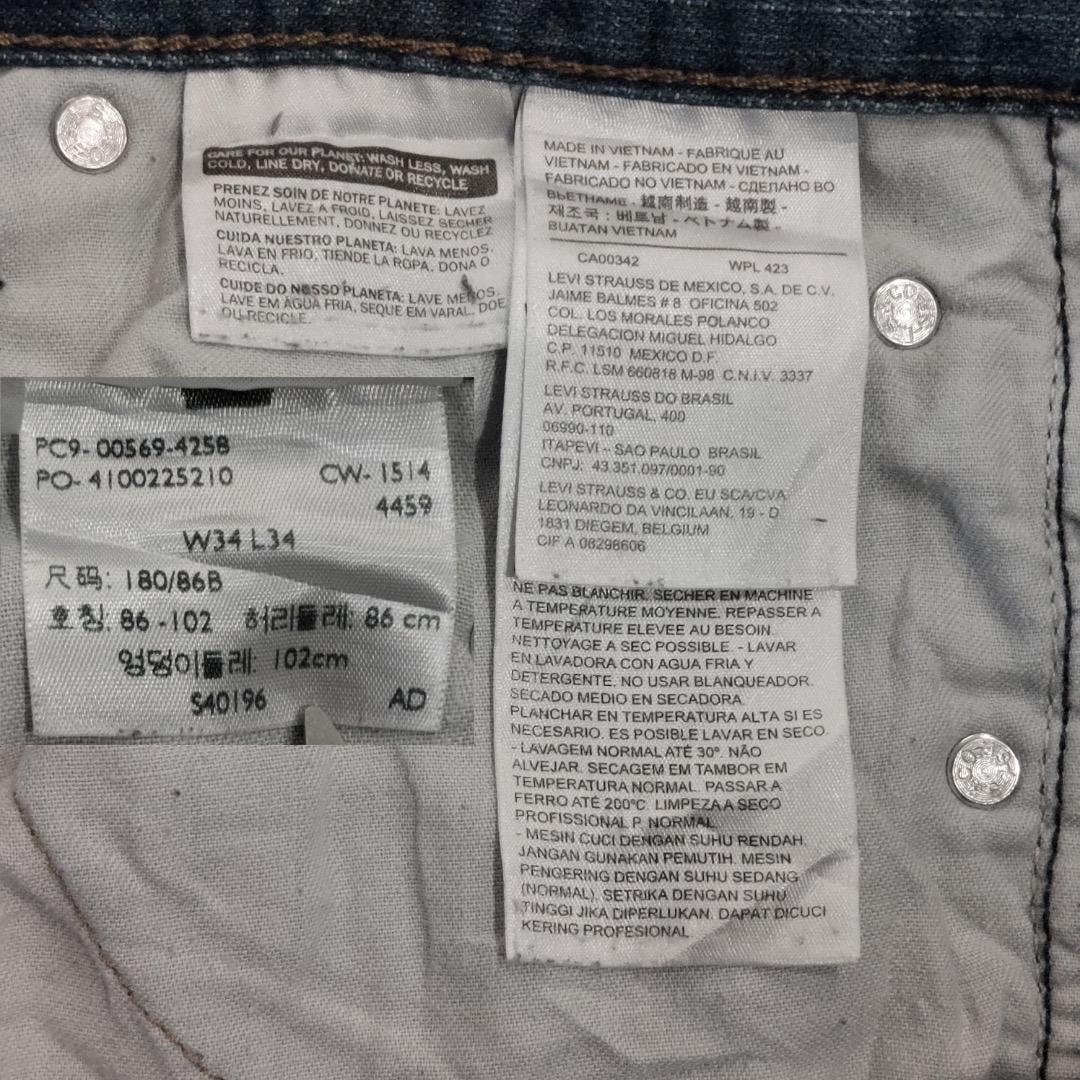 CARE FOR OUR PLANET: WASH LESS, WASH
COLD, LINE DRY, DONATE OR RECYCLE
PRENEZ SOIN DE NOTRE PLANETE: LAVEZ
MOINS, LAVEZ A FROID, LAISSEZ SECHER
NATURELLEMENT, DONNEZ OU RECYCLEZ
CUIDA NUESTRO PLANETA: LAVA MENOS,
LAVA EN FRIO, TIENDE LA ROPA, DONA O
RECICLA.
CUIDE DO NOSSO PLANETA: LAVE MENOS,
LAVE EM AGUA FRIA, SEQUE EM VARAL, DOE
OU RECICLE.
MADE IN VIETNAM - FABRIQUE AU
VIETNAM - FABRICADO EN VIETNAM -
FABRICADO NO VIETNAM - СДЕЛАНО ВО
ВЬЕТНАМЕ - 越南制造 - 越南製 -
제조국 : 베트남 - ベトナム製 -
BUATAN VIETNAM
CA00342 WPL 423
LEVI STRAUSS DE MEXICO, S.A. DE C.V.
JAIME BALMES # 8 OFICINA 502
COL. LOS MORALES POLANCO
DELEGACION MIGUEL HIDALGO
C.P. 11510 MEXICO D.F.
R.F.C. LSM 660818 M-98 C.N.I.V. 3337
LEVI STRAUSS DO BRASIL
AV. PORTUGAL, 400
06990-110
ITAPEVI - SAO PAULO BRASIL
CNPJ: 43.351.097/0001-90
LEVI STRAUSS & CO. EU SCA/CVA
LEONARDO DA VINCILAAN, 19 - D
1831 DIEGEM, BELGIUM
CIF A 08298606
PC9- 00569-4258
PO- 4100225210 CW- 1514
4459
W34 L34
尺码: 180/86B
호칭: 86 -102 허리둘레: 86 cm
엉덩이둘레: 102cm
S40196 AD
NE PAS BLANCHIR. SECHER EN MACHINE
A TEMPERATURE MOYENNE. REPASSER A
TEMPERATURE ELEVEE AU BESOIN.
NETTOYAGE A SEC POSSIBLE. - LAVAR
EN LAVADORA CON AGUA FRIA Y
DETERGENTE. NO USAR BLANQUEADOR.
SECADO MEDIO EN SECADORA.
PLANCHAR EN TEMPERATURA ALTA SI ES
NECESARIO. ES POSIBLE LAVAR EN SECO.
- LAVAGEM NORMAL ATÉ 30°. NÃO
ALVEJAR. SECAGEM EM TAMBOR EM
TEMPERATURA NORMAL. PASSAR A
FERRO ATÉ 200°C. LIMPEZA A SECO
PROFISSIONAL P. NORMAL.
- MESIN CUCI DENGAN SUHU RENDAH.
JANGAN GUNAKAN PEMUTIH. MESIN
PENGERING DENGAN SUHU SEDANG
(NORMAL). SETRIKA DENGAN SUHU
TINGGI JIKA DIPERLUKAN. DAPAT DICUCI
KERING PROFESIONAL